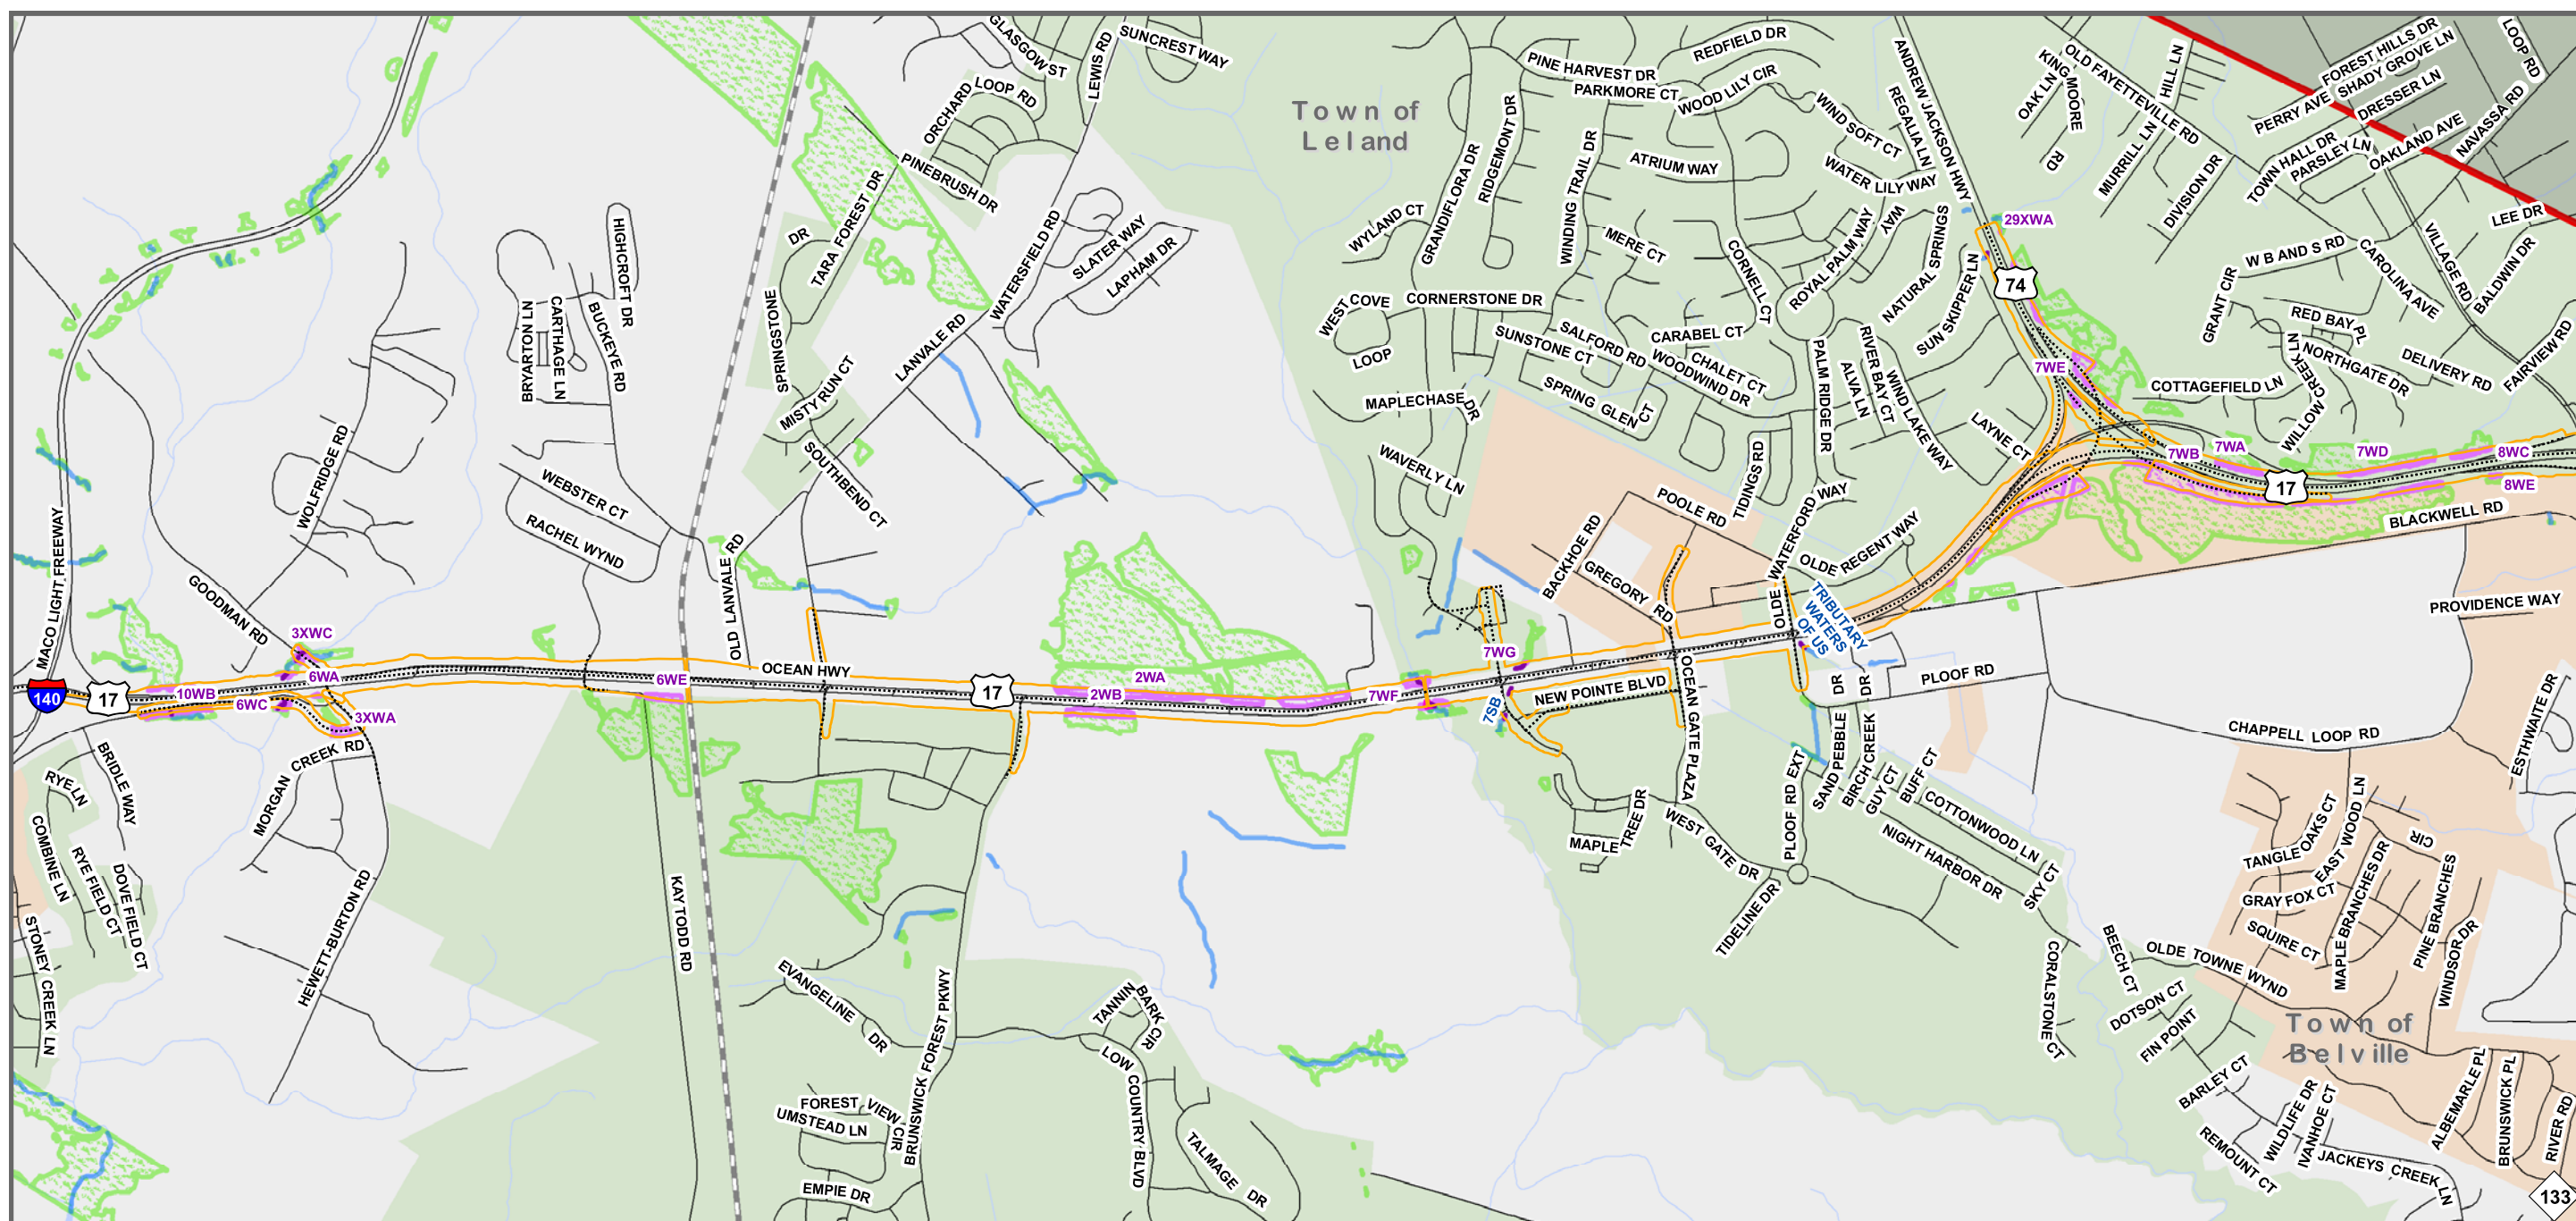 GLASGOW ST
SUNCREST WAY
LEWIS RD
ORCHARD
LOOP RD
PINEBRUSH DR
TARA FOREST DR
DR
SPRINGSTONE
MISTY RUN CT
SOUTHBEND CT
LANVALE RD
WATERSFIELD RD
SLATER WAY
LAPHAM DR
HIGHCROFT DR
BUCKEYE RD
CARTHAGE LN
BRYARTON LN
WOLFRIDGE RD
WEBSTER CT
RACHEL WYND
OLD LANVALE RD
MACO LIGHT FREEWAY
GOODMAN RD
Town of
Leland
PINE HARVEST DR
PARKMORE CT
REDFIELD DR
WOOD LILY CIR
WIND SOFT CT
REGALIA LN
ANDREW JACKSON HWY
ATRIUM WAY
WATER LILY WAY
WAY
WYLAND CT
GRANDIFLORA DR
RIDGEMONT DR
WINDING TRAIL DR
MERE CT
CORNELL CT
ROYAL PALM WAY
NATURAL SPRINGS
SUN SKIPPER LN
WEST COVE
LOOP
CORNERSTONE DR
SUNSTONE CT
SALFORD RD
CARABEL CT
CHALET CT
WOODWIND DR
SPRING GLEN CT
MAPLECHASE DR
WAVERLY LN
PALM RIDGE DR
ALVA LN
RIVER BAY CT
WIND LAKE WAY
LAYNE CT
TIDINGS RD
POOLE RD
BACKHOE RD
GREGORY RD
OLDE WATERFORD WAY
OLDE REGENT WAY
OLD FAYETTEVILLE RD
KING MOORE
RD
OAK LN
HILL LN
MURRILL LN
DIVISION DR
FOREST HILLS DR
SHADY GROVE LN
PERRY AVE
DRESSER LN
LOOP RD
NAVASSA RD
TOWN HALL DR
PARSLEY LN
OAKLAND AVE
LEE DR
W B AND S RD
CAROLINA AVE
VILLAGE RD
BALDWIN DR
GRANT CIR
RED BAY PL
NORTHGATE DR
WILLOW CREEK LN
DELIVERY RD
FAIRVIEW RD
COTTAGEFIELD LN
29XWA
74
7WE
7WB
7WA
7WD
8WC
8WE
17
BLACKWELL RD
PROVIDENCE WAY
3XWC
6WA
10WB
6WC
3XWA
140
17
6WE
OCEAN HWY
17
2WB
2WA
7WF
7WG
7SB
TRIBUTARY
WATERS
OF US
NEW POINTE BLVD
OCEAN GATE PLAZA
PLOOF RD
DR
DR
SAND PEBBLE
BIRCH CREEK
PLOOF RD EXT
GUY CT
BUFF CT
COTTONWOOD LN
NIGHT HARBOR DR
SKY CT
CORALSTONE CT
MAPLE TREE DR
WEST GATE DR
TIDELINE DR
CHAPPELL LOOP RD
ESTHWAITE DR
TANGLE OAKS CT
EAST WOOD LN
CIR
GRAY FOX CT
MAPLE BRANCHES DR
PINE BRANCHES
SQUIRE CT
WINDSOR DR
BEECH CT
OLDE TOWNE WYND
DOTSON CT
FIN POINT
Town of
Belville
BARLEY CT
WILDLIFE DR
IVANHOE CT
REMOUNT CT
JACKEYS CREEK LN
ALBEMARLE PL
BRUNSWICK PL
RIVER RD
133
RYE LN
BRIDLE WAY
COMBINE LN
RYE FIELD CT
DOVE FIELD CT
STONEY CREEK LN
MORGAN CREEK RD
HEWETT-BURTON RD
KAY TODD RD
EVANGELINE DR
BRUNSWICK FOREST PKWY
TANNIN
BARK CIR
LOW COUNTRY BLVD
TALMAGE DR
FOREST VIEW CIR
UMSTEAD LN
EMPIE DR